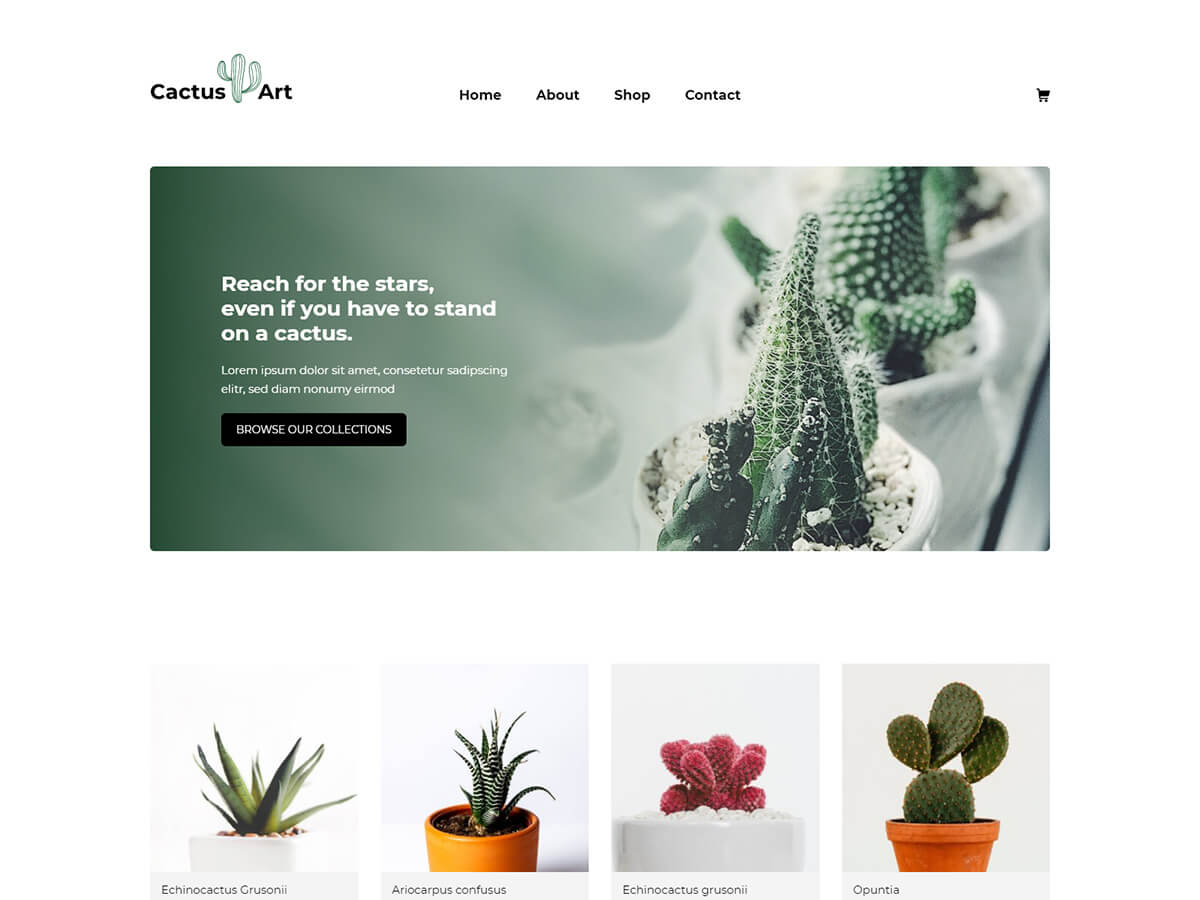 Cactus Art
Home About Shop Contact
Reach for the stars,
even if you have to stand
on a cactus.
Lorem ipsum dolor sit amet, consetetur sadipscing
elitr, sed diam nonumy eirmod
BROWSE OUR COLLECTIONS
Echinocactus Grusonii
Ariocarpus confusus
Echinocactus grusonii
Opuntia